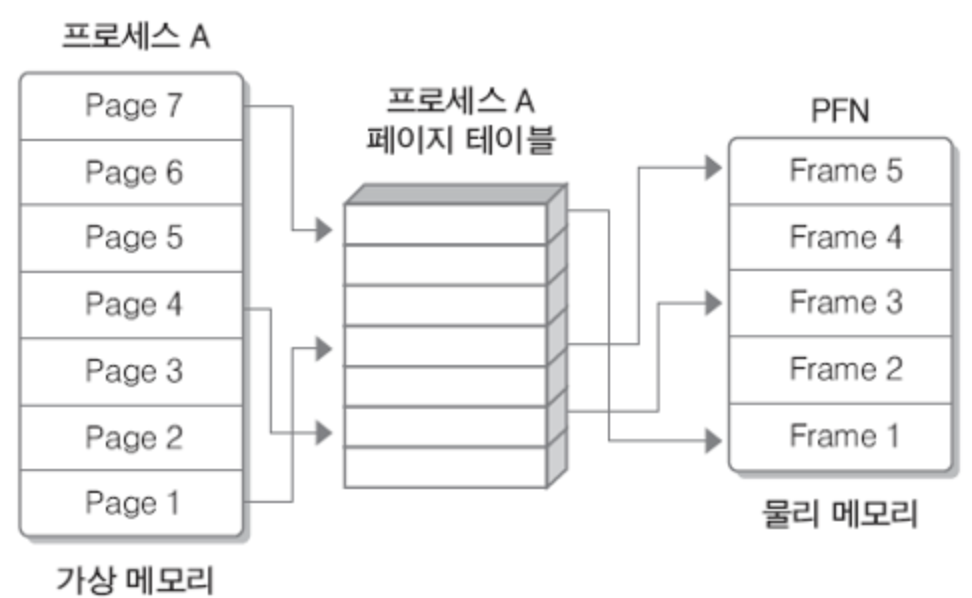 프로세스 A
Page 7
Page 6
Page 5
Page 4
Page 3
Page 2
Page 1
가상 메모리
프로세스 A
페이지 테이블
PFN
Frame 5
Frame 4
Frame 3
Frame 2
Frame 1
물리 메모리